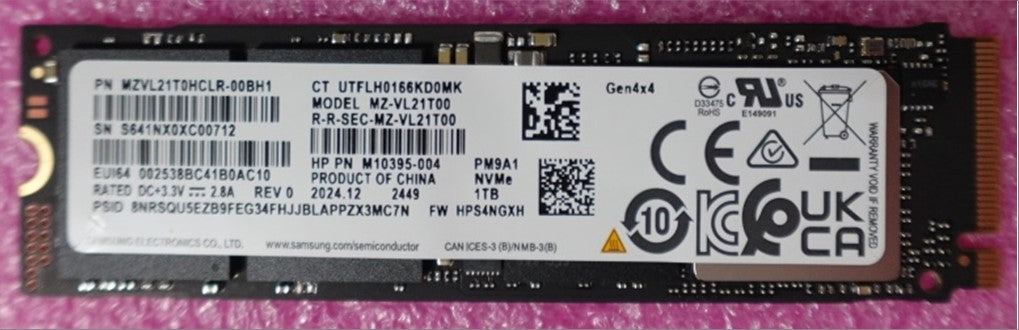 PN MZVL21T0HCLR-00BH1
SN S641NX0XC00712
EUI64 002538BC41B0AC10
RATED DC+3.3V 2.8A REV 0
PSID 8NRSQU5EZB9FEG34FHJJBLAPPZX3MC7N FW HPS4NGXH
CT UTFLH0166KD0MK
MODEL MZ-VL21T00
R-R-SEC-MZ-VL21T00
HP PN M10395-004
PRODUCT OF CHINA
2024.12 2449
PM9A1
NVMe
1TB
Gen4x4
D33475
RoHS
C UL US
E149091
CE
10
KC
UK
CA
WARRANTY VOID IF REMOVED
SAMSUNG ELECTRONICS CO., LTD.
www.samsung.com/semiconductor
CAN ICES-3 (B)/NMB-3(B)